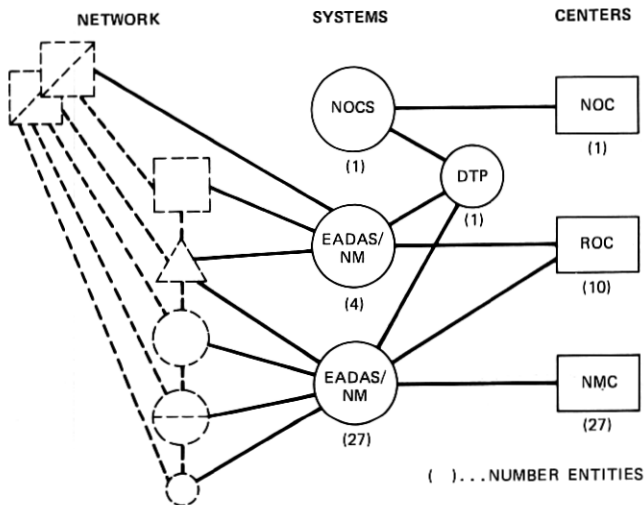 NETWORK SYSTEMS CENTERS
NOCS
(1)
NOC
(1)
DTP
(1)
EADAS/
NM
(4)
ROC
(10)
EADAS/
NM
(27)
NMC
(27)
( )...NUMBER ENTITIES